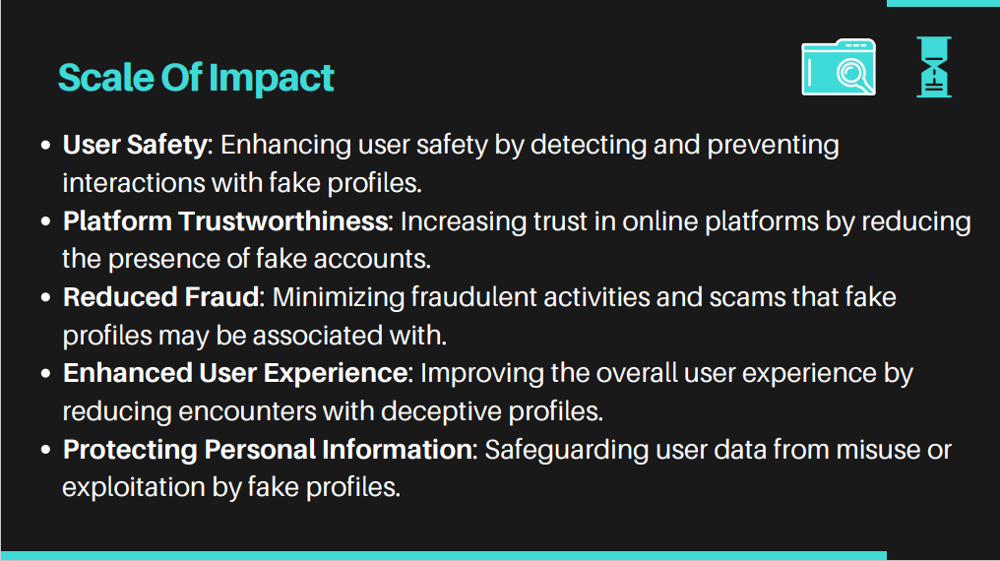 Scale Of Impact
• User Safety: Enhancing user safety by detecting and preventing
interactions with fake profiles.
• Platform Trustworthiness: Increasing trust in online platforms by reducing
the presence of fake accounts.
• Reduced Fraud: Minimizing fraudulent activities and scams that fake
profiles may be associated with.
• Enhanced User Experience: Improving the overall user experience by
reducing encounters with deceptive profiles.
• Protecting Personal Information: Safeguarding user data from misuse or
exploitation by fake profiles.